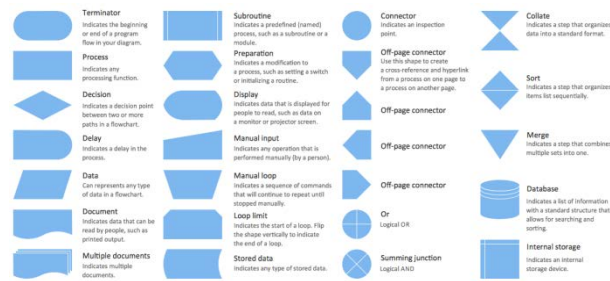 Terminator
Indicates the beginning
or end of a program
flow in your diagram.
Process
Indicates any
processing function.
Decision
Indicates a decision point
between two or more
paths in a flowchart.
Delay
Indicates a delay in the
process.
Data
Can represents any type
of data in a flowchart.
Document
Indicates data that can be
read by people, such as
printed output.
Multiple documents
Indicates multiple
documents.
Subroutine
Indicates a predefined (named)
process, such as a subroutine or a
module.
Preparation
Indicates a modification to
a process, such as setting a switch
or initializing a routine.
Display
Indicates data that is displayed for
people to read, such as data on
a monitor or projector screen.
Manual input
Indicates any operation that is
performed manually (by a person).
Manual loop
Indicates a sequence of commands
that will continue to repeat until
stopped manually.
Loop limit
Indicates the start of a loop. Flip
the shape vertically to indicate
the end of a loop.
Stored data
Indicates any type of stored data.
Connector
Indicates an inspection
point.
Off-page connector
Use this shape to create
a cross-reference and hyperlink
from a process on one page to
a process on another page.
Off-page connector
Off-page connector
Off-page connector
Or
Logical OR
Summing junction
Logical AND
Collate
Indicates a step that organizes
data into a standard format.
Sort
Indicates a step that organizes
items list sequentially.
Merge
Indicates a step that combines
multiple sets into one.
Database
Indicates a list of information
with a standard structure that
allows for searching and
sorting.
Internal storage
Indicates an internal
storage device.